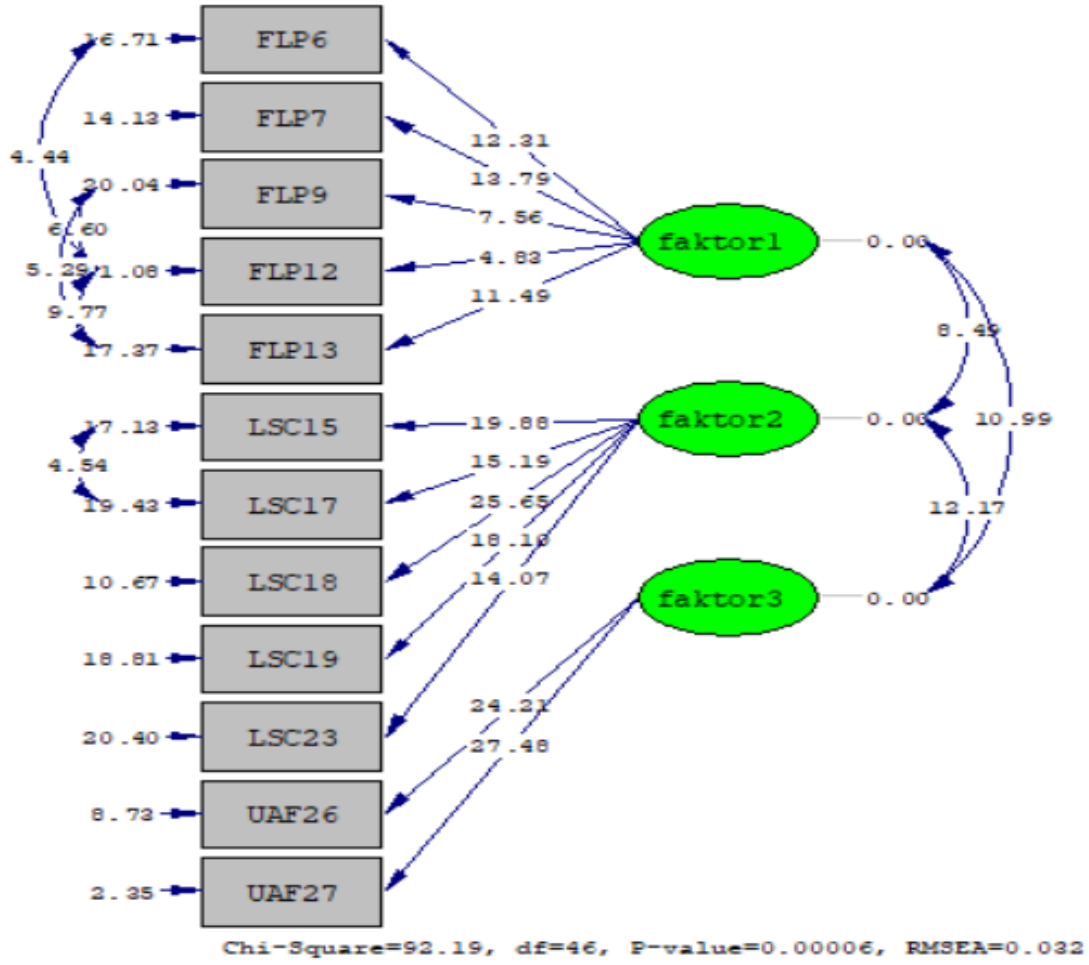 16.71
FLP6
14.13
FLP7
12.31
4.44
13.79
20.04
FLP9
7.56
6.60
faktor1
0.00
4.83
5.29
1.08
FLP12
11.49
9.77
8.49
17.37
FLP13
17.13
LSC15
19.88
faktor2
0.00
10.99
4.54
15.19
19.43
LSC17
25.65
12.17
18.10
10.67
LSC18
14.07
faktor3
0.00
18.81
LSC19
24.21
20.40
LSC23
27.48
8.73
UAF26
2.35
UAF27
Chi-Square=92.19, df=46, P-value=0.00006, RMSEA=0.032